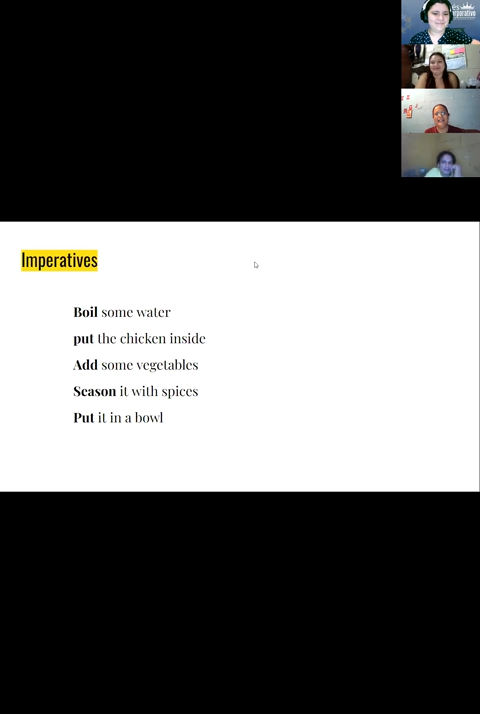 Imperatives
Boil some water
put the chicken inside
Add some vegetables
Season it with spices
Put it in a bowl